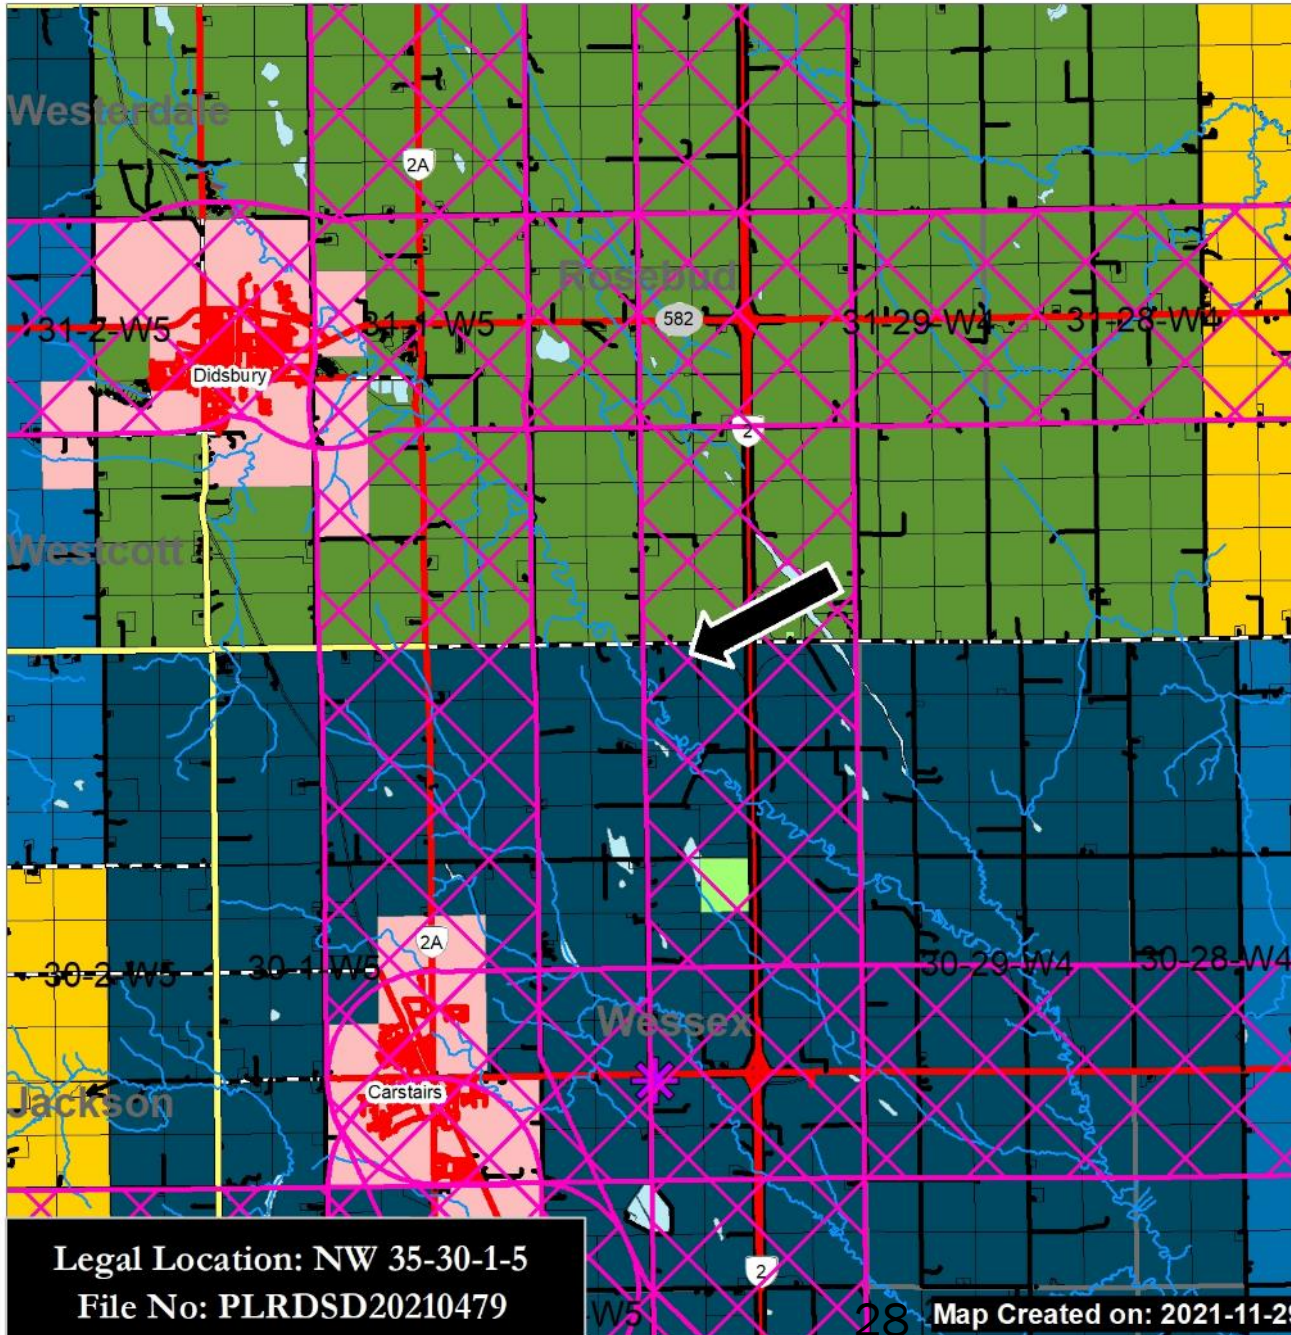 Westerdale
2A
Rosebud
582
31-2-W5
31-1-W5
31-29-W4
31-28-W4
Didsbury
2
Westcott
2A
30-2-W5
30-1-W5
30-29-W4
30-28-W4
Wessex
Carstairs
Jackson
2
Legal Location: NW 35-30-1-5
File No: PLRDSD20210479
W5
28
Map Created on: 2021-11-29